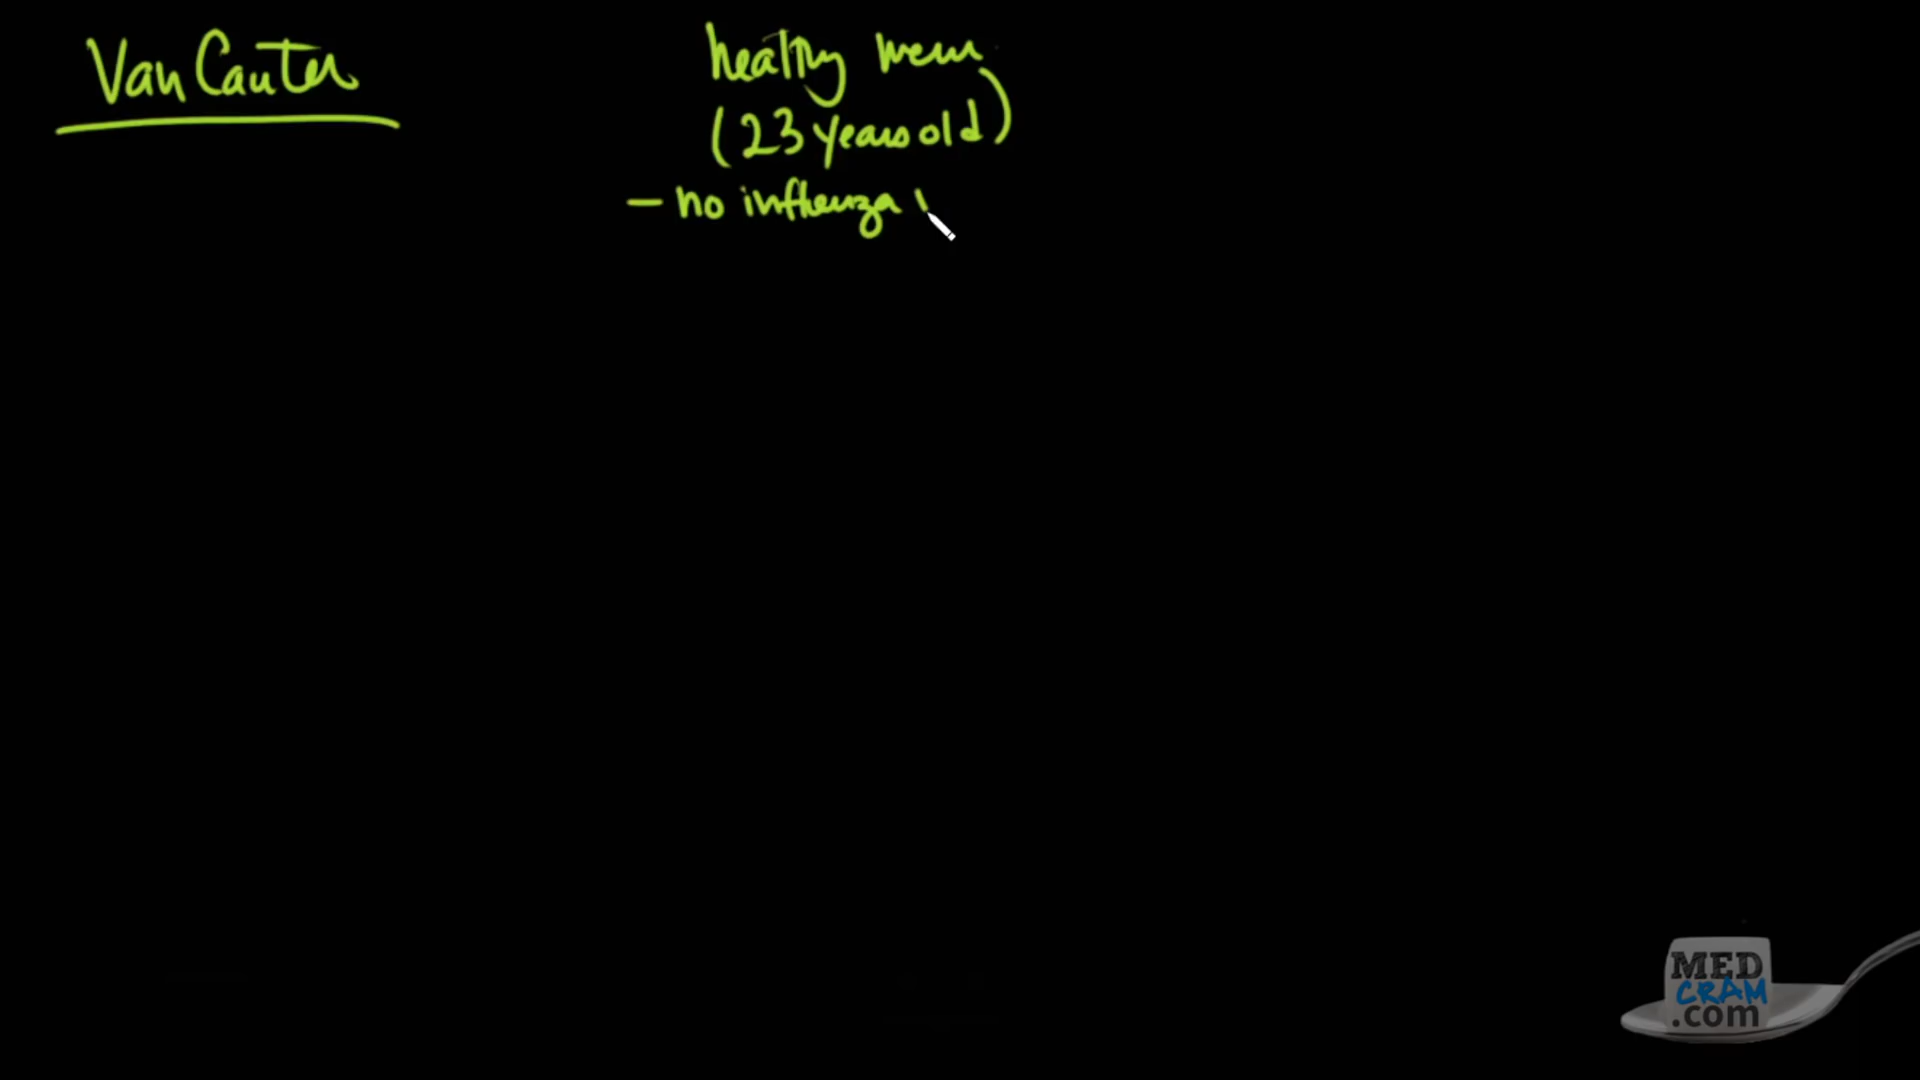 Van Cauter
healthy men
(23 years old)
- no influenza
MED
CRAM
.com